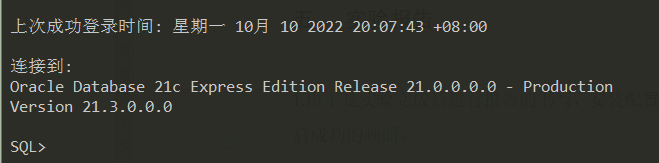 上次成功登录时间: 星期一 10月 10 2022 20:07:43 +08:00
连接到:
Oracle Database 21c Express Edition Release 21.0.0.0.0 - Production
Version 21.3.0.0.0
SQL>